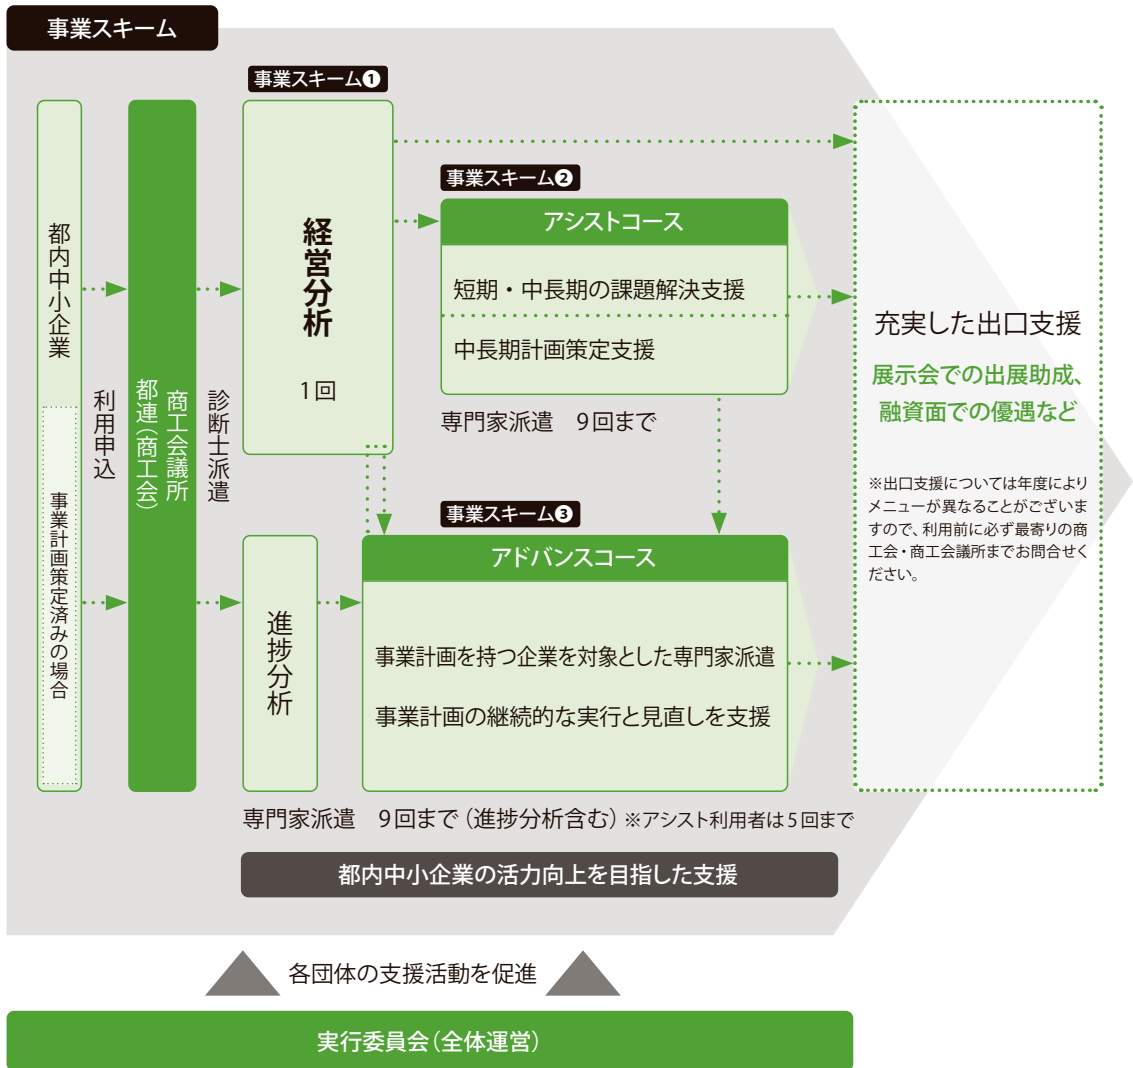 事業スキーム
事業スキーム❶
都内中小企業
事業計画策定済みの場合
利用申込
商工会議所
都連(商工会)
診断士派遣
経営分析
1回
事業スキーム❷
アシストコース
短期・中長期の課題解決支援
中長期計画策定支援
専門家派遣　9回まで
進捗分析
事業スキーム❸
アドバンスコース
事業計画を持つ企業を対象とした専門家派遣
事業計画の継続的な実行と見直しを支援
専門家派遣　9回まで（進捗分析含む）※アシスト利用者は5回まで
充実した出口支援
展示会での出展助成、
融資面での優遇など
※出口支援については年度により
メニューが異なることがございま
すので、利用前に必ず最寄りの商
工会・商工会議所までお問合せく
ださい。
都内中小企業の活力向上を目指した支援
各団体の支援活動を促進
実行委員会（全体運営）